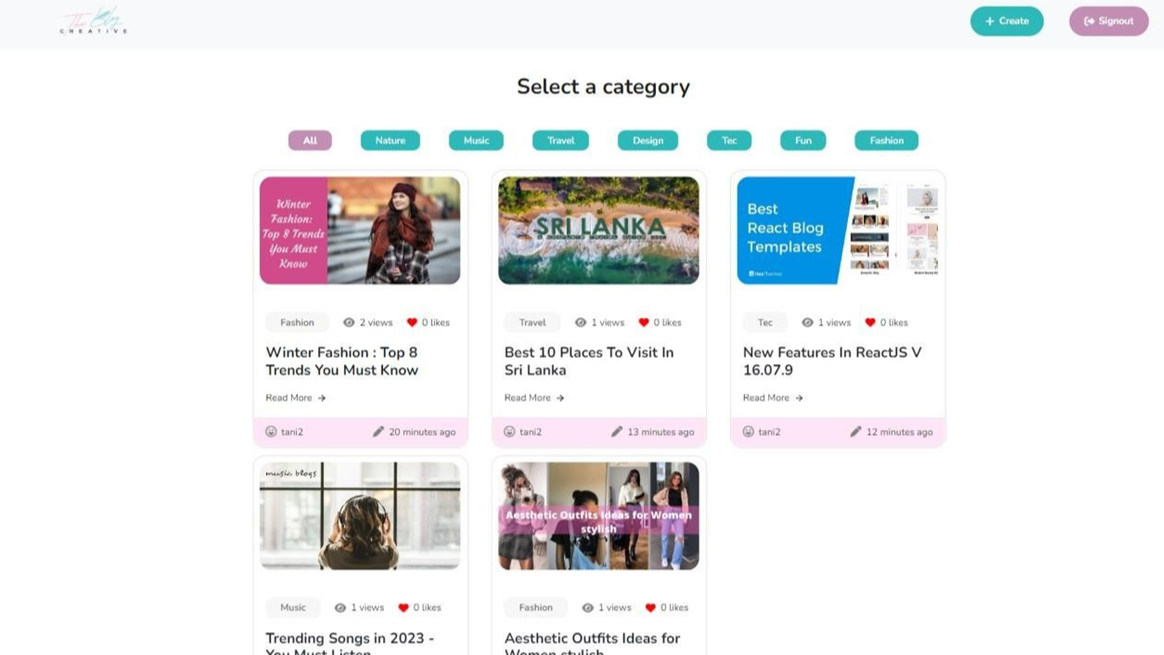 The Blog
CREATIVE
+ Create
Signout
Select a category
All
Nature
Music
Travel
Design
Tec
Fun
Fashion
Winter
Fashion:
Top 8 Trends
You Must
Know
SRI LANKA
Best
React Blog
Templates
Fashion
2 views
0 likes
Travel
1 views
0 likes
Tec
1 views
0 likes
Winter Fashion : Top 8
Trends You Must Know
Best 10 Places To Visit In
Sri Lanka
New Features In ReactJS V
16.07.9
Read More →
Read More →
Read More →
tani2
20 minutes ago
tani2
13 minutes ago
tani2
12 minutes ago
music blogs
Aesthetic Outfits Ideas for Women
stylish
Music
1 views
0 likes
Fashion
1 views
0 likes
Trending Songs in 2023 -
You Must Listen
Aesthetic Outfits Ideas for
Women stylish